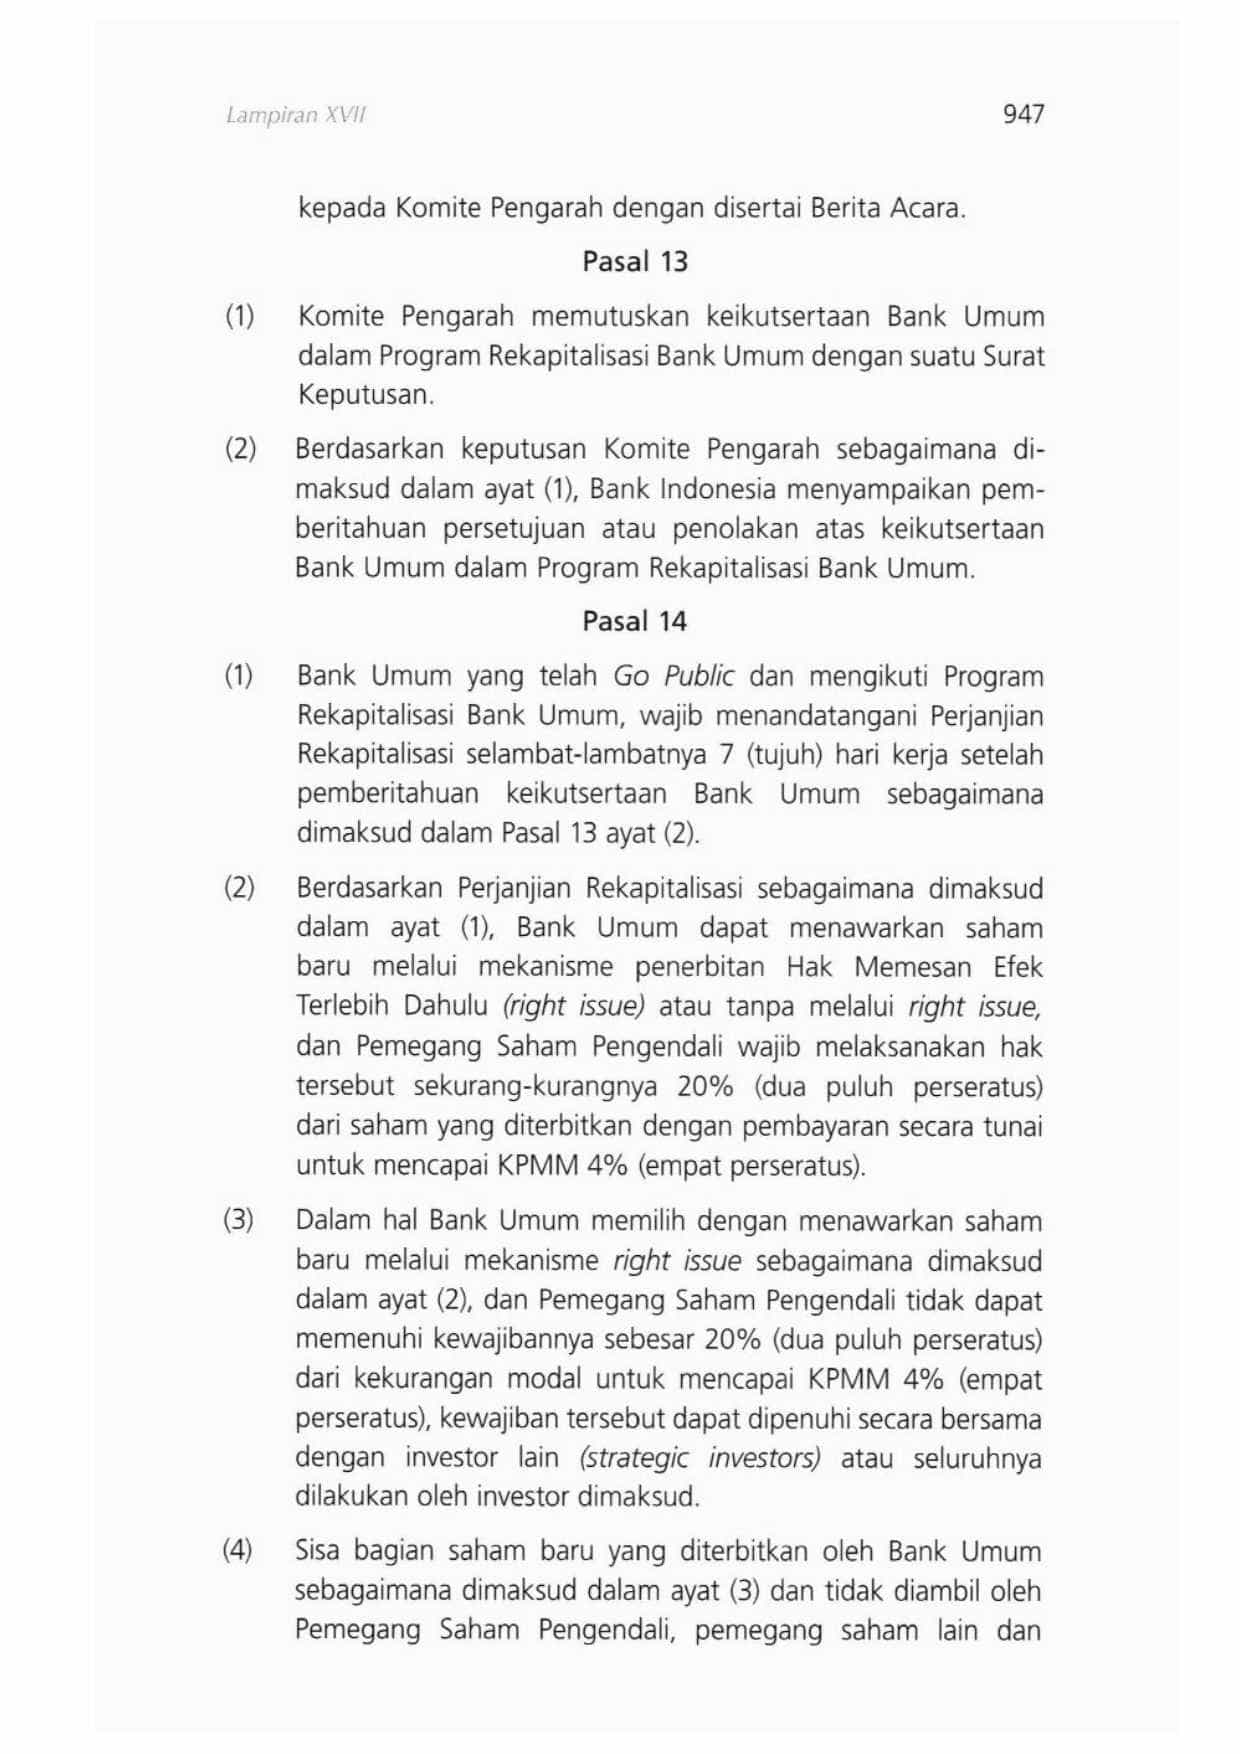 Lampiran XVII 947
kepada Komite Pengarah dengan disertai Berita Acara.
Pasal 13
(1) Komite Pengarah memutuskan keikutsertaan Bank Umum
dalam Program Rekapitalisasi Bank Umum dengan suatu Surat
Keputusan.
(2) Berdasarkan keputusan Komite Pengarah sebagaimana di-
maksud dalam ayat (1), Bank Indonesia menyampaikan pem-
beritahuan persetujuan atau penolakan atas keikutsertaan
Bank Umum dalam Program Rekapitalisasi Bank Umum.
Pasal 14
(1) Bank Umum yang telah Go Public dan mengikuti Program
Rekapitalisasi Bank Umum, wajib menandatangani Perjanjian
Rekapitalisasi selambat-lambatnya 7 (tujuh) hari kerja setelah
pemberitahuan keikutsertaan Bank Umum sebagaimana
dimaksud dalam Pasal 13 ayat (2).
(2) Berdasarkan Perjanjian Rekapitalisasi sebagaimana dimaksud
dalam ayat (1), Bank Umum dapat menawarkan saham
baru melalui mekanisme penerbitan Hak Memesan Efek
Terlebih Dahulu (right issue) atau tanpa melalui right issue,
dan Pemegang Saham Pengendali wajib melaksanakan hak
tersebut sekurang-kurangnya 20% (dua puluh perseratus)
dari saham yang diterbitkan dengan pembayaran secara tunai
untuk mencapai KPMM 4% (empat perseratus).
(3) Dalam hal Bank Umum memilih dengan menawarkan saham
baru melalui mekanisme right issue sebagaimana dimaksud
dalam ayat (2), dan Pemegang Saham Pengendali tidak dapat
memenuhi kewajibannya sebesar 20% (dua puluh perseratus)
dari kekurangan modal untuk mencapai KPMM 4% (empat
perseratus), kewajiban tersebut dapat dipenuhi secara bersama
dengan investor lain (strategic investors) atau seluruhnya
dilakukan oleh investor dimaksud.
(4) Sisa bagian saham baru yang diterbitkan oleh Bank Umum
sebagaimana dimaksud dalam ayat (3) dan tidak diambil oleh
Pemegang Saham Pengendali, pemegang saham lain dan